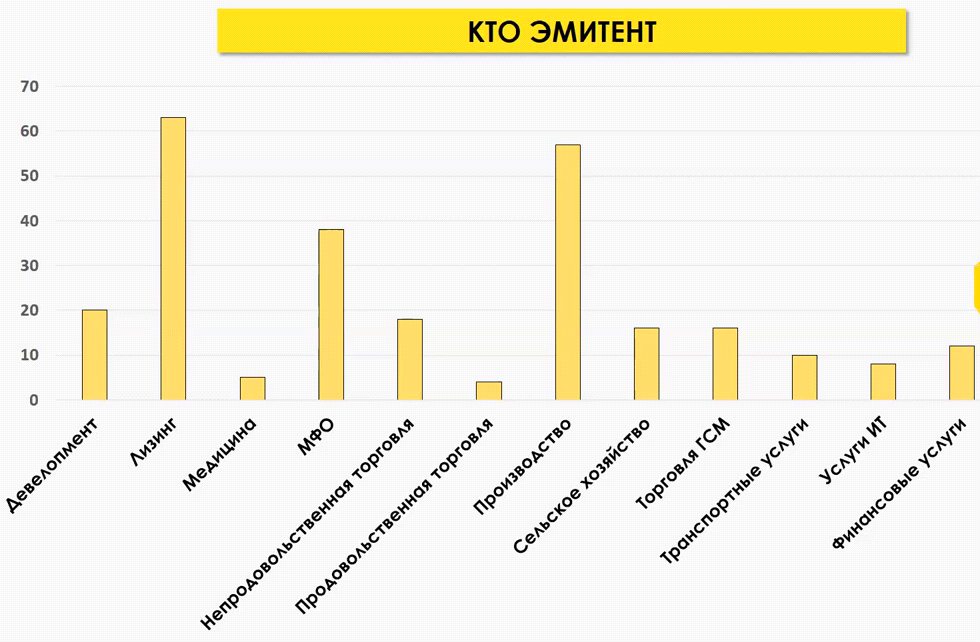 КТО ЭМИТЕНТ
70
60
50
40
30
20
10
0
Девелопмент
Лизинг
Медицина
МФО
Непродовольственная торговля
Продовольственная торговля
Производство
Сельское хозяйство
Торговля ГСМ
Транспортные услуги
Услуги ИТ
Финансовые услуги